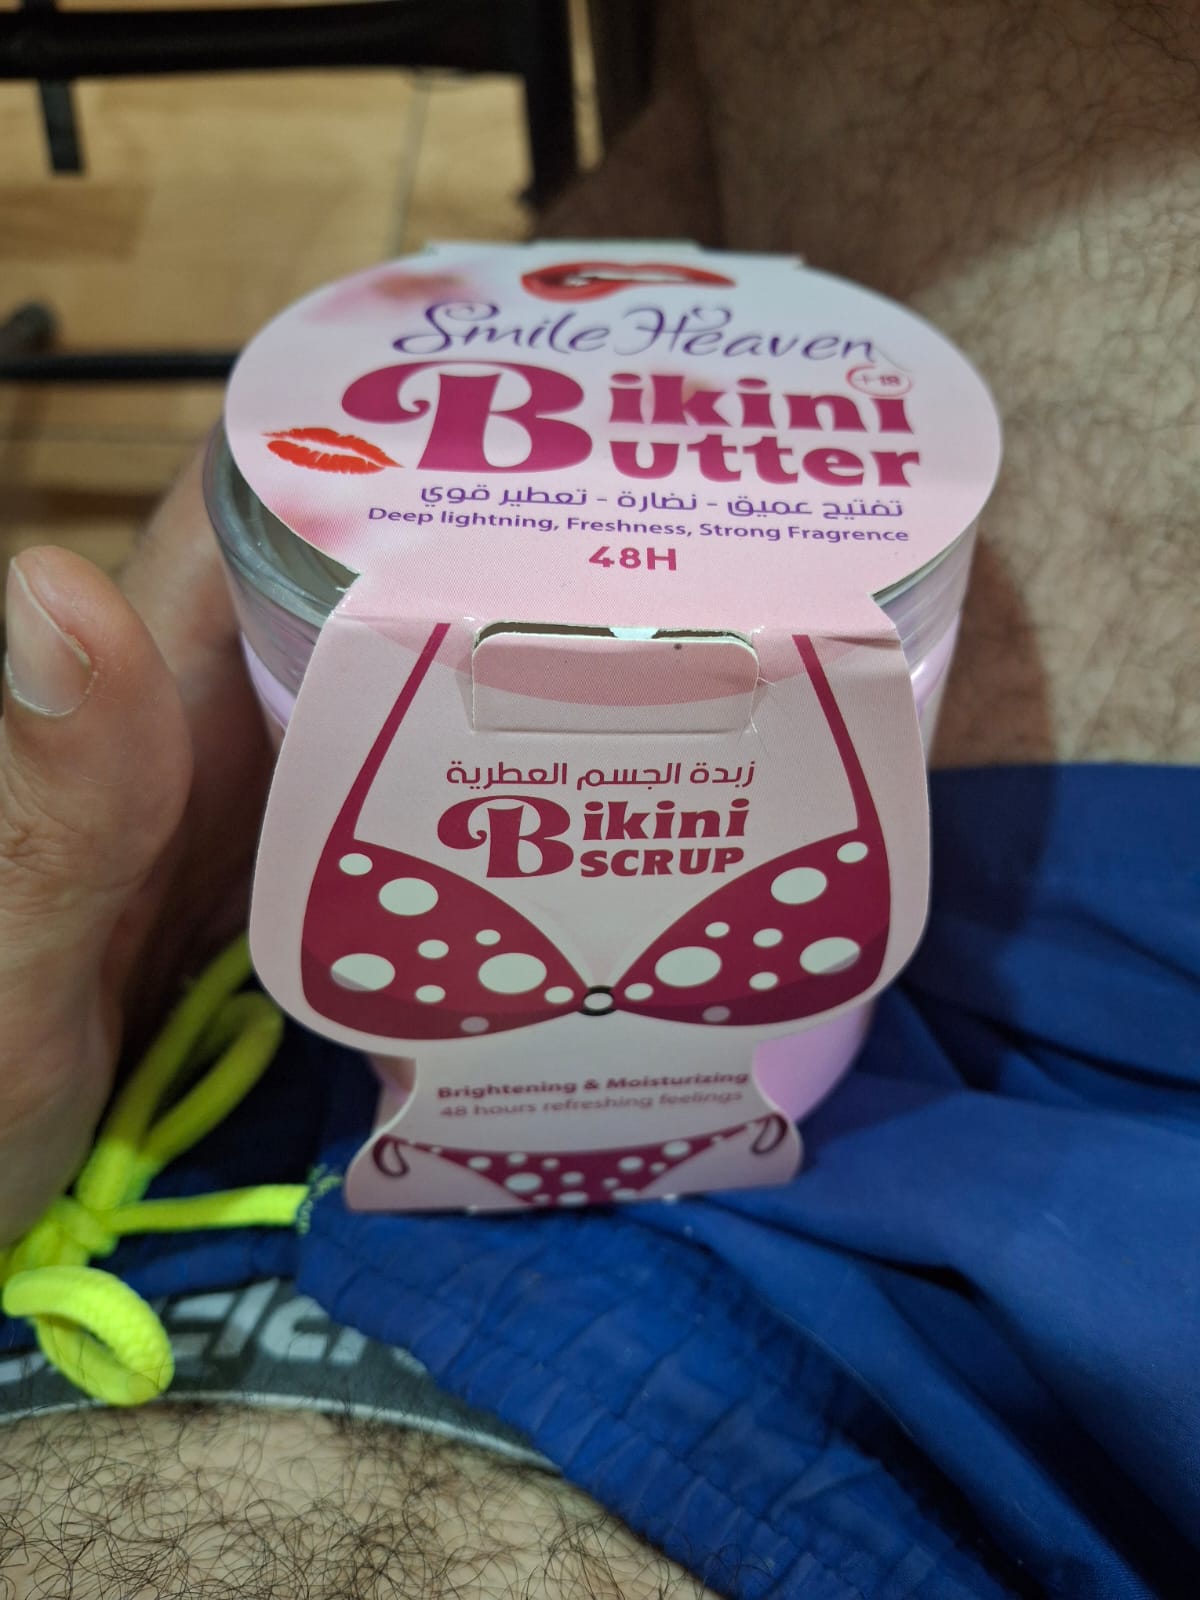 Smile Heaven
+18
Bikini
Butter
تفتيح عميق - نضارة - تعطير قوي
Deep lightning, Freshness, Strong Fragrence
48H
زبدة الجسم العطرية
Bikini
SCRUP
Brightening & Moisturizing
48 hours refreshing feelings